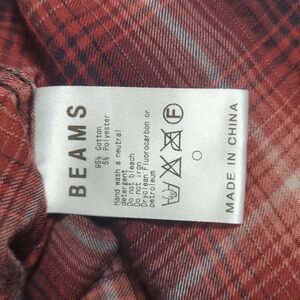 BEAMS
95% Cotton
5% Polyester
Hand wash a neutral
detergent
Do not bleach
Do not iron
Dryclean Fluorocarbon or
petroleum
F
MADE IN CHINA